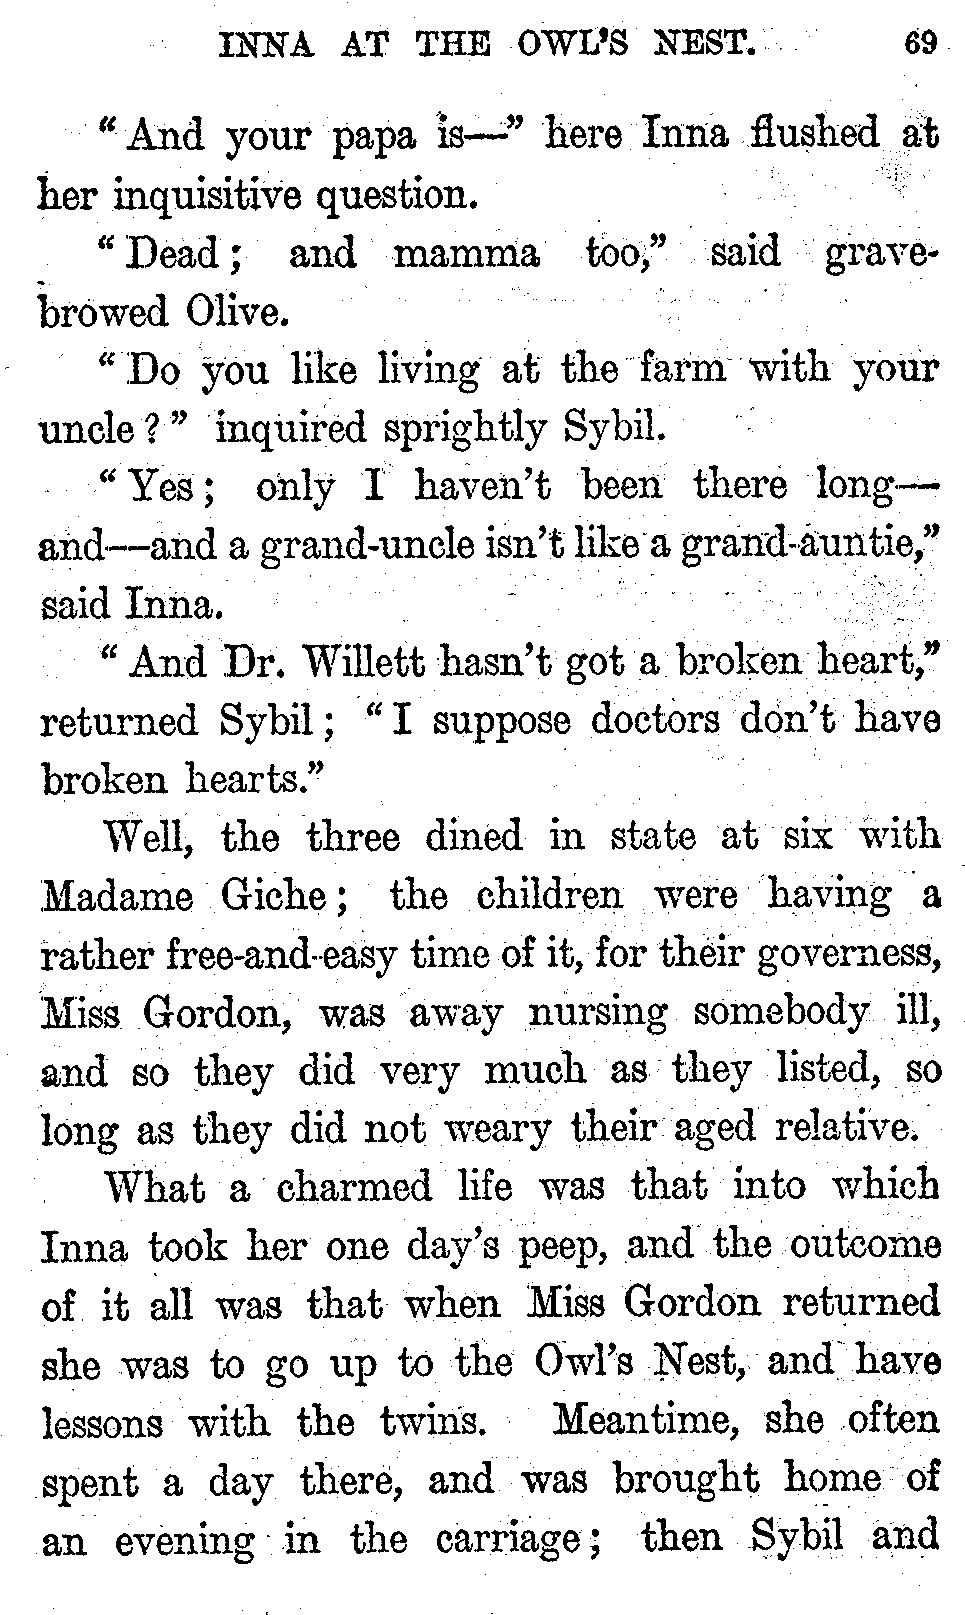 INNA AT THE OWL'S NEST. 69
"And your papa is—" here Inna flushed at
her inquisitive question.
"Dead; and mamma too," said grave-
browed Olive.
"Do you like living at the farm with your
uncle?" inquired sprightly Sybil.
"Yes; only I haven't been there long—
and—and a grand-uncle isn't like a grand-auntie,"
said Inna.
"And Dr. Willett hasn't got a broken heart,"
returned Sybil; "I suppose doctors don't have
broken hearts."
Well, the three dined in state at six with
Madame Giche; the children were having a
rather free-and-easy time of it, for their governess,
Miss Gordon, was away nursing somebody ill,
and so they did very much as they listed, so
long as they did not weary their aged relative.
What a charmed life was that into which
Inna took her one day's peep, and the outcome
of it all was that when Miss Gordon returned
she was to go up to the Owl's Nest, and have
lessons with the twins. Meantime, she often
spent a day there, and was brought home of
an evening in the carriage; then Sybil and